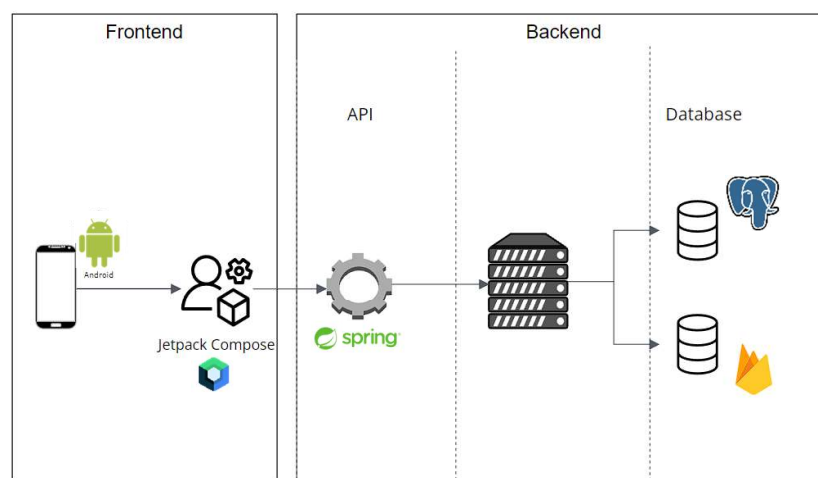 Frontend
Backend
API
Database
Android
Jetpack Compose
spring